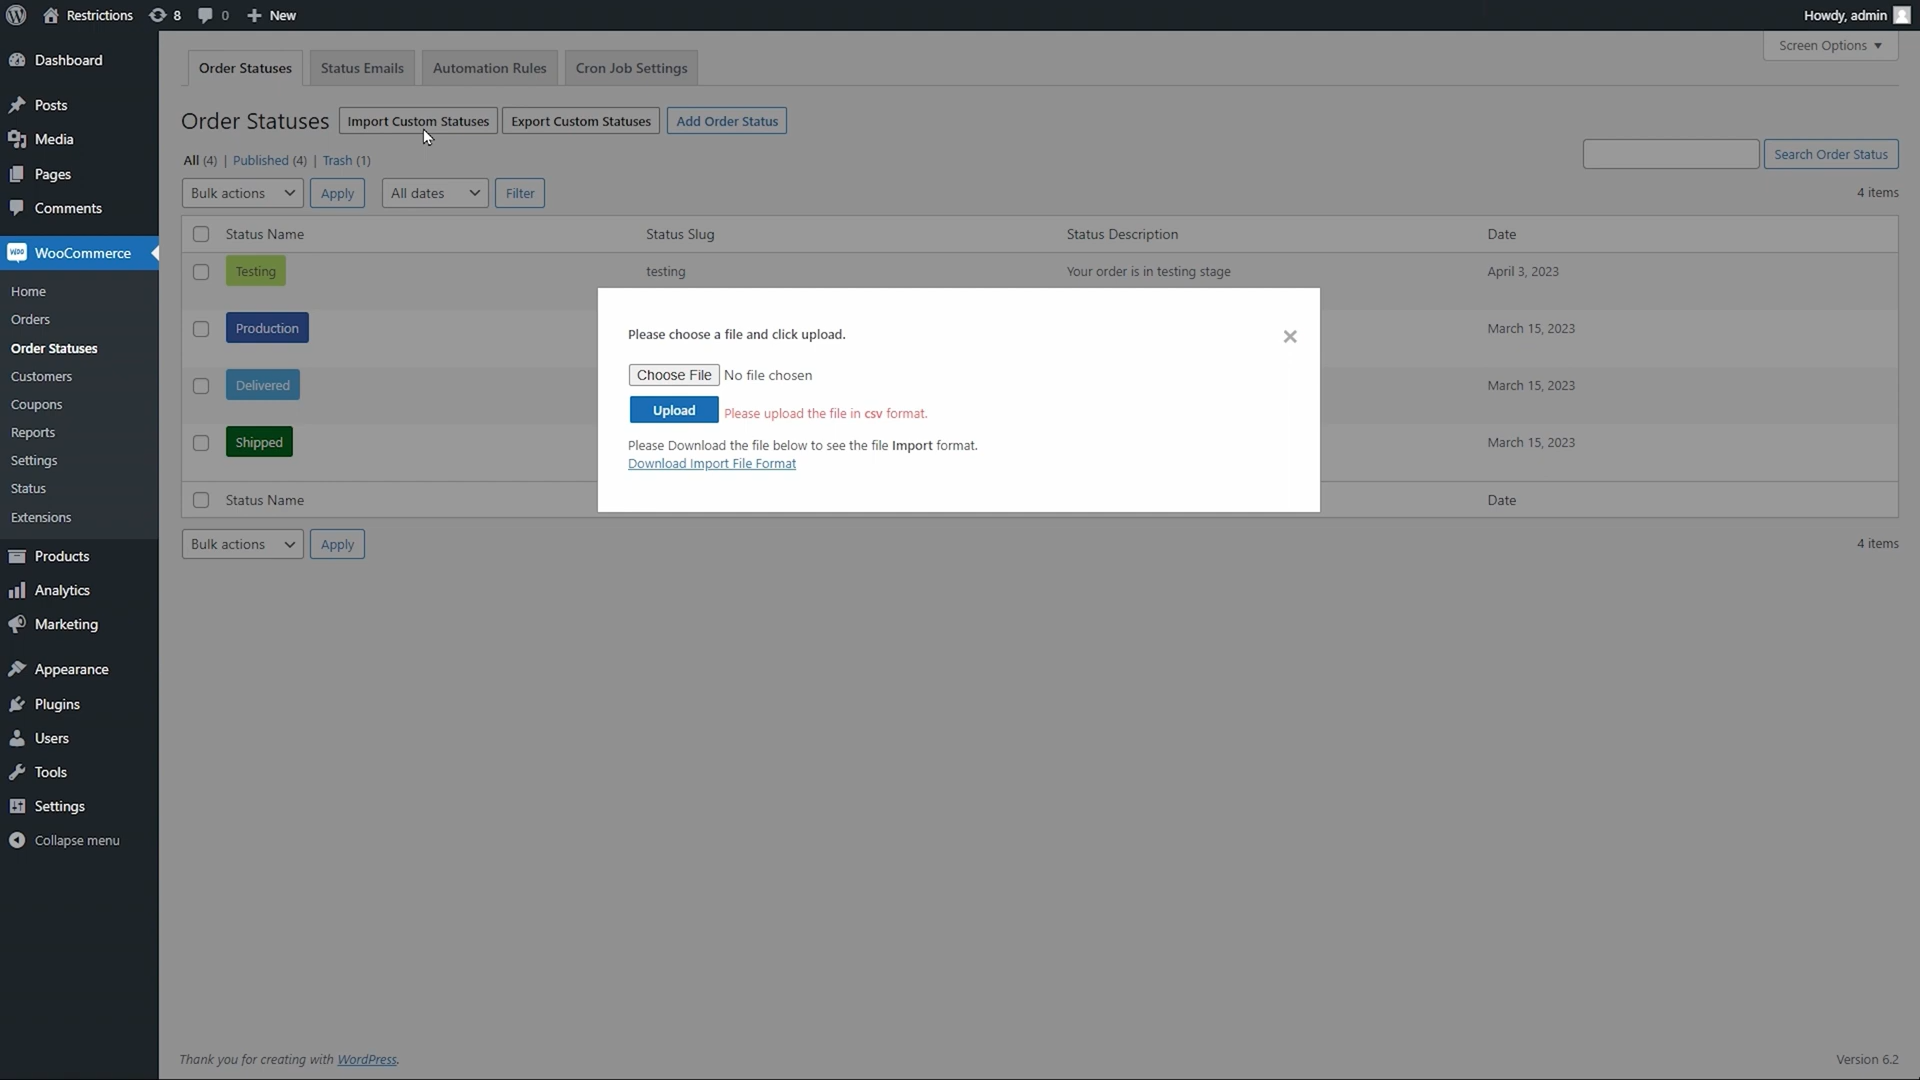 Restrictions 8 0 New Howdy, admin
Screen Options
Dashboard
Posts
Media
Pages
Comments
WooCommerce
Home
Orders
Order Statuses
Customers
Coupons
Reports
Settings
Status
Extensions
Products
Analytics
Marketing
Appearance
Plugins
Users
Tools
Settings
Collapse menu
Order Statuses Status Emails Automation Rules Cron Job Settings
Order Statuses Import Custom Statuses Export Custom Statuses Add Order Status
All (4) | Published (4) | Trash (1)
Search Order Status
Bulk actions Apply All dates Filter 4 items
Status Name Status Slug Status Description Date
Testing testing Your order is in testing stage April 3, 2023
Production March 15, 2023
Delivered March 15, 2023
Shipped March 15, 2023
Status Name Date
Bulk actions Apply 4 items
Please choose a file and click upload. ×
Choose File No file chosen
Upload Please upload the file in csv format.
Please Download the file below to see the file Import format.
Download Import File Format
Thank you for creating with WordPress. Version 6.2